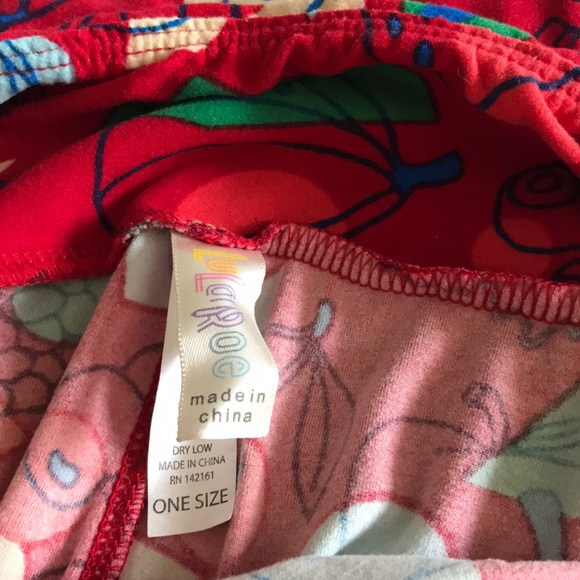 LuLaRoe
made in
china
DRY LOW
MADE IN CHINA
RN 142161
ONE SIZE